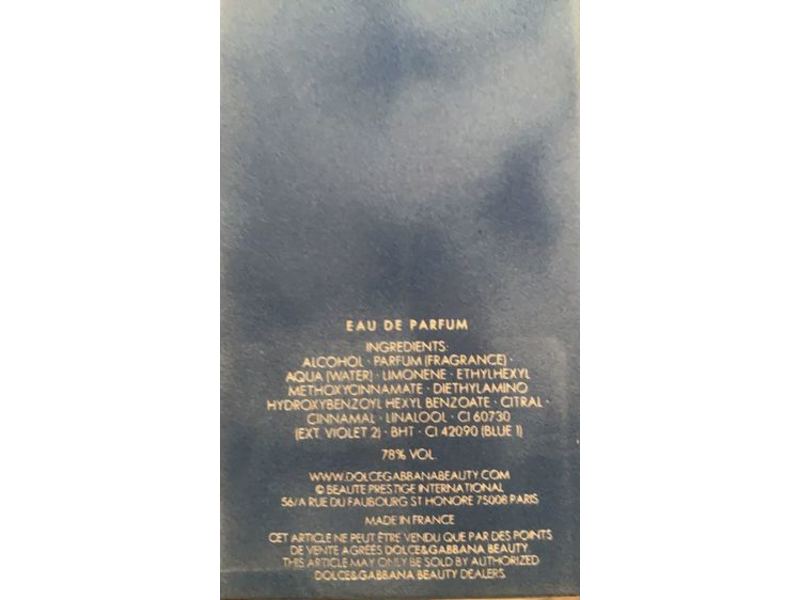 EAU DE PARFUM
INGREDIENTS:
ALCOHOL · PARFUM (FRAGRANCE) ·
AQUA (WATER) · LIMONENE · ETHYLHEXYL
METHOXYCINNAMATE · DIETHYLAMINO
HYDROXYBENZOYL HEXYL BENZOATE · CITRAL ·
CINNAMAL · LINALOOL · CI 60730
(EXT. VIOLET 2) · BHT · CI 42090 (BLUE 1)
78% VOL.
WWW.DOLCEGABBANABEAUTY.COM
© BEAUTE PRESTIGE INTERNATIONAL
56/A RUE DU FAUBOURG ST HONORE 75008 PARIS
MADE IN FRANCE
CET ARTICLE NE PEUT ÊTRE VENDU QUE PAR DES POINTS
DE VENTE AGRÉÉS DOLCE&GABBANA BEAUTY.
THIS ARTICLE MAY ONLY BE SOLD BY AUTHORIZED
DOLCE&GABBANA BEAUTY DEALERS.